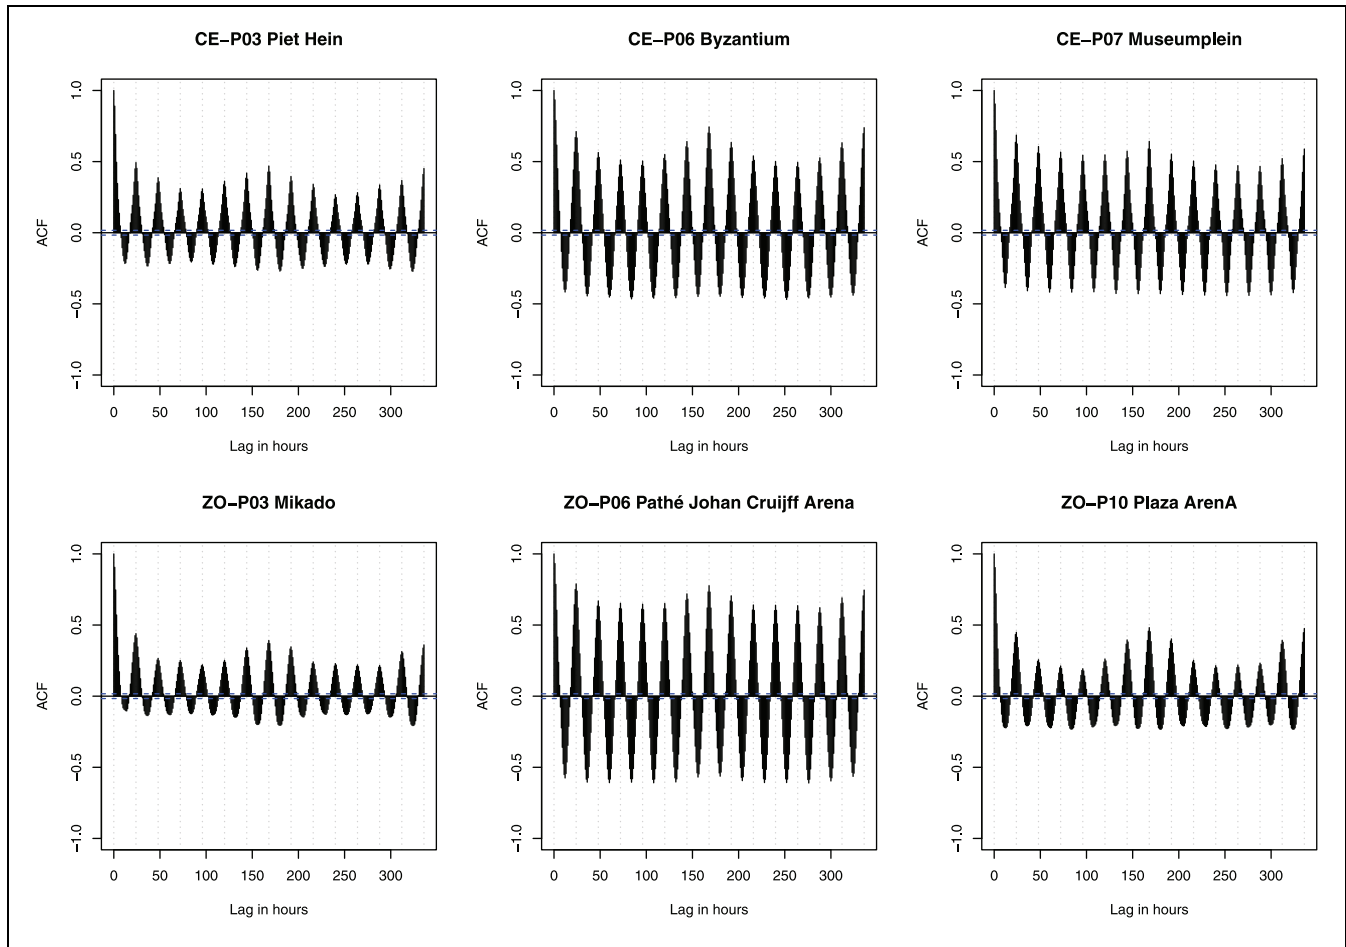 CE–P03 Piet Hein
CE–P06 Byzantium
CE–P07 Museumplein
ACF
1.0
0.5
0.0
−0.5
−1.0
0 50 100 150 200 250 300
Lag in hours
ACF
1.0
0.5
0.0
−0.5
−1.0
0 50 100 150 200 250 300
Lag in hours
ACF
1.0
0.5
0.0
−0.5
−1.0
0 50 100 150 200 250 300
Lag in hours
ZO–P03 Mikado
ZO–P06 Pathé Johan Cruijff Arena
ZO–P10 Plaza ArenA
ACF
1.0
0.5
0.0
−0.5
−1.0
0 50 100 150 200 250 300
Lag in hours
ACF
1.0
0.5
0.0
−0.5
−1.0
0 50 100 150 200 250 300
Lag in hours
ACF
1.0
0.5
0.0
−0.5
−1.0
0 50 100 150 200 250 300
Lag in hours